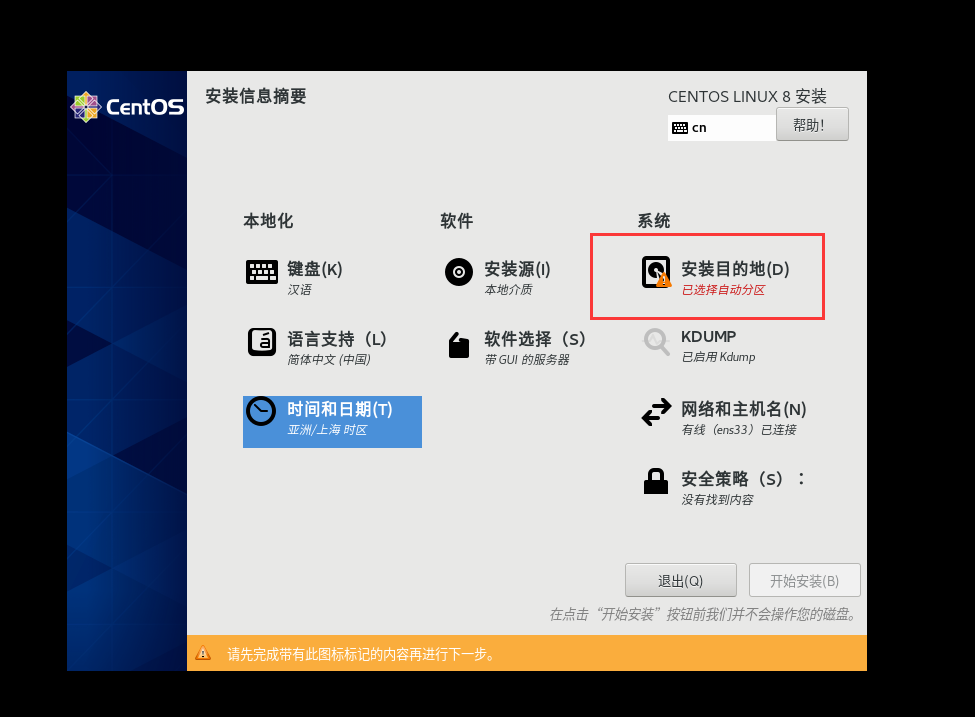 CentOS
安装信息摘要
CENTOS LINUX 8 安装
cn
帮助!
本地化
软件
系统
键盘(K)
汉语
安装源(I)
本地介质
安装目的地(D)
已选择自动分区
语言支持（L）
简体中文 (中国)
软件选择（S）
带 GUI 的服务器
KDUMP
已启用 Kdump
时间和日期(T)
亚洲/上海 时区
网络和主机名(N)
有线（ens33）已连接
安全策略（S）：
没有找到内容
退出(Q)
开始安装(B)
在点击“开始安装”按钮前我们并不会操作您的磁盘。
请先完成带有此图标标记的内容再进行下一步。